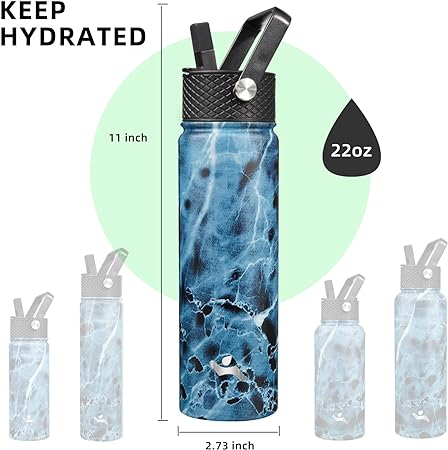 KEEP
HYDRATED
11 inch
22oz
2.73 inch